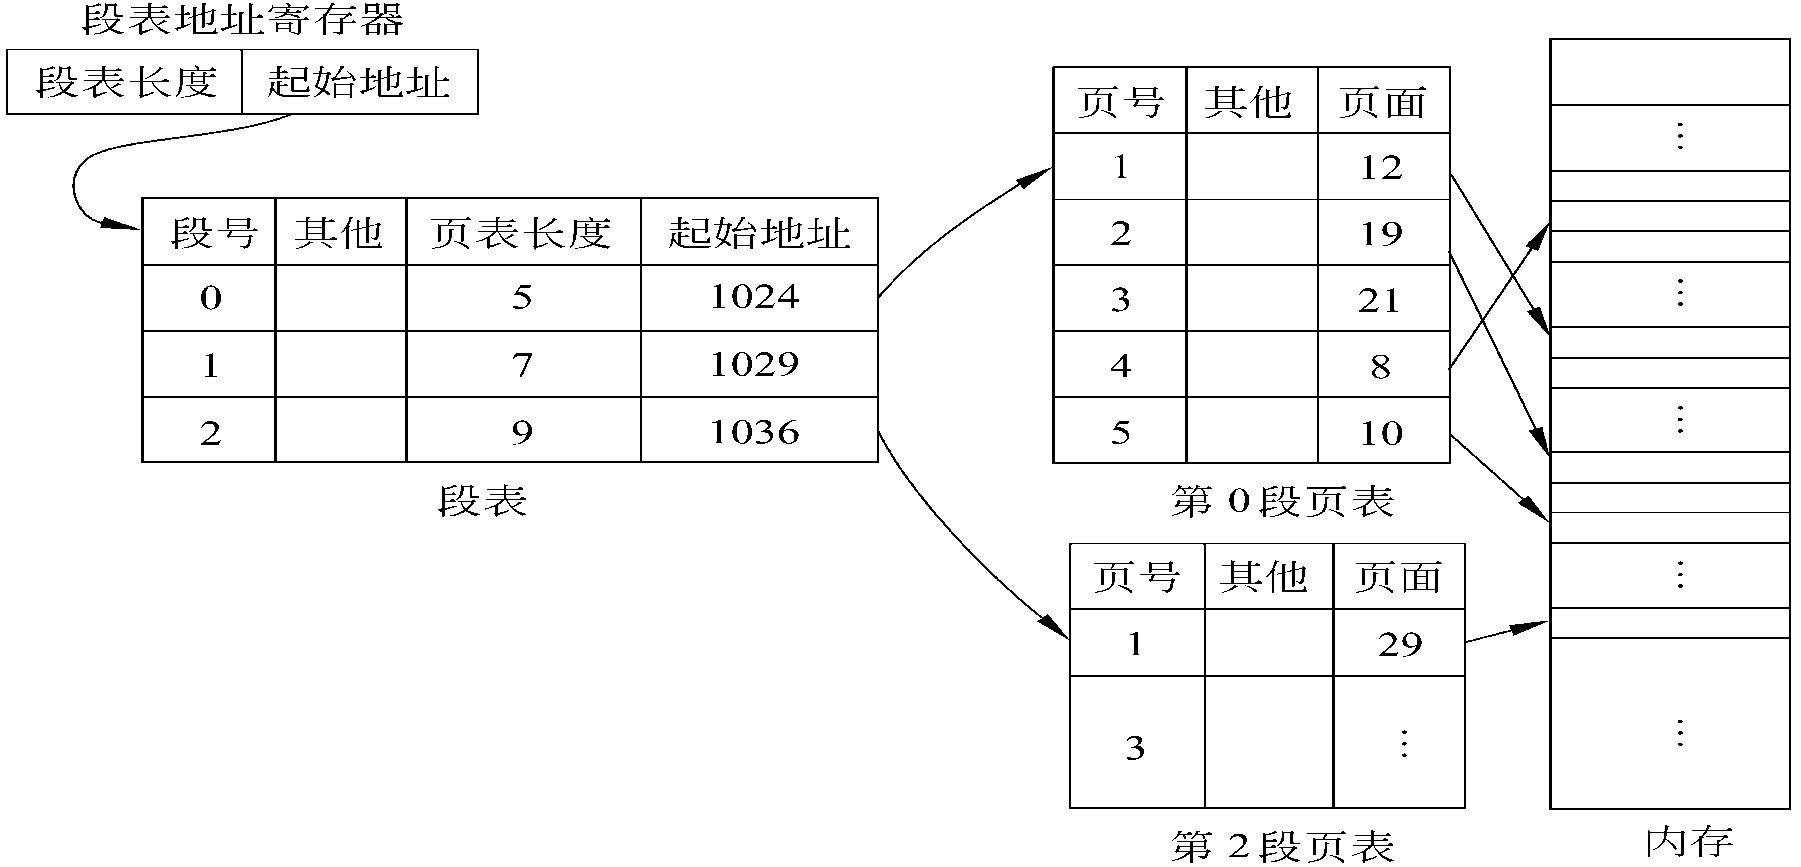 段表地址寄存器
段表长度 起始地址
段号 其他 页表长度 起始地址
0 5 1024
1 7 1029
2 9 1036
段表
页号 其他 页面
1 12
2 19
3 21
4 8
5 10
第 0 段页表
页号 其他 页面
1 29
3 ⋮
第 2 段页表
⋮
⋮
⋮
⋮
⋮
内存